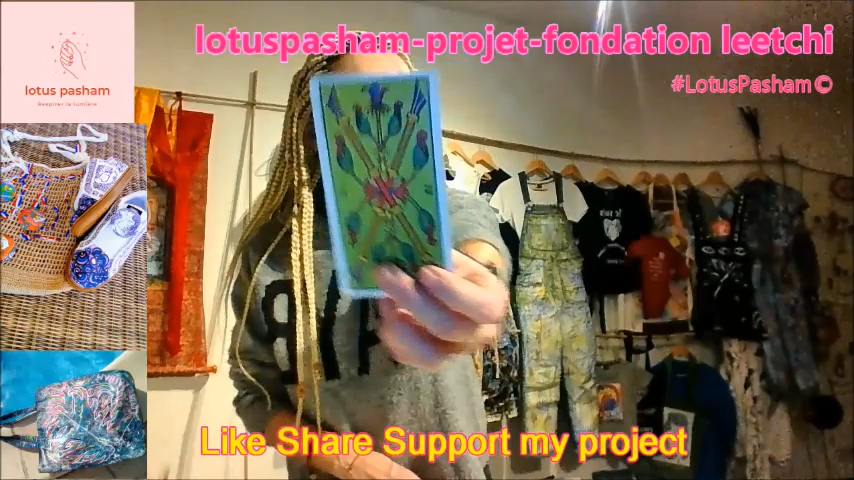 lotuspasham-projet-fondation leetchi
#LotusPasham©
lotus pasham
Respirer la lumière
Like Share Support my project